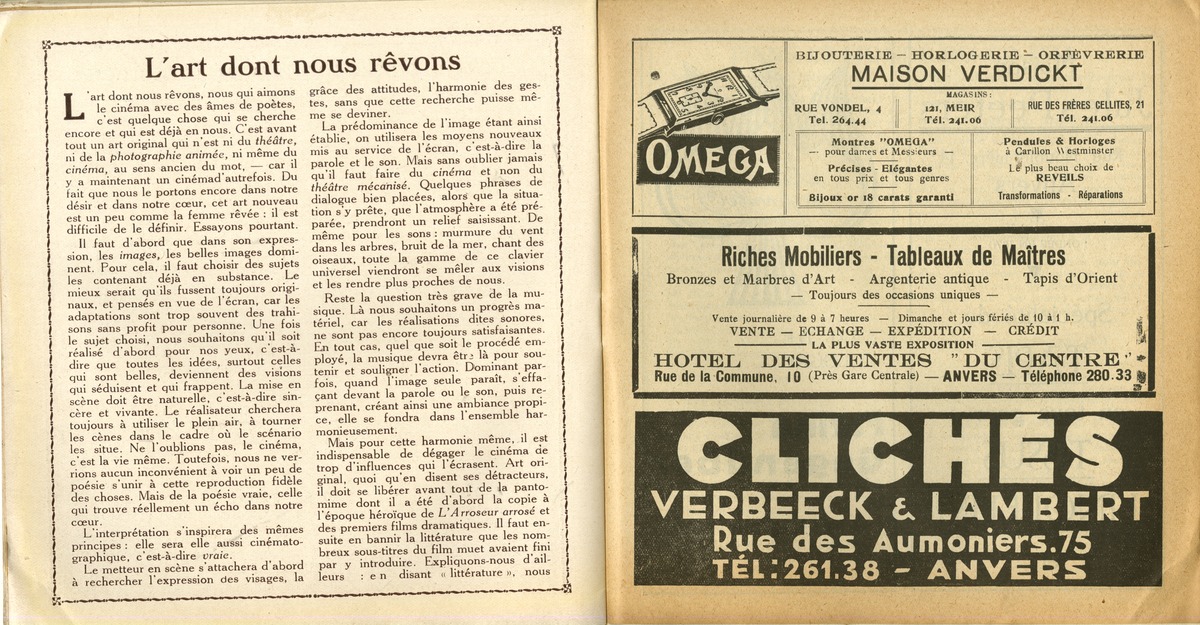 L'art dont nous rêvons
L'art dont nous rêvons, nous qui aimons
le cinéma avec des âmes de poètes,
c'est quelque chose qui se cherche
encore et qui est déjà en nous. C'est avant
tout un art original qui n'est ni du théâtre,
ni de la photographie animée, ni même du
cinéma, au sens ancien du mot, — car il
y a maintenant un cinéma d'autrefois. Du
fait que nous le portons encore dans notre
désir et dans notre cœur, cet art nouveau
est un peu comme la femme rêvée : il est
difficile de le définir. Essayons pourtant.
Il faut d'abord que dans son expres-
sion, les images, les belles images domi-
nent. Pour cela, il faut choisir des sujets
les contenant déjà en substance. Le
mieux serait qu'ils fussent toujours origi-
naux, et pensés en vue de l'écran, car les
adaptations sont trop souvent des trahi-
sons sans profit pour personne. Une fois
le sujet choisi, nous souhaitons qu'il soit
réalisé d'abord pour nos yeux, c'est-à-
dire que toutes les idées, surtout celles
qui sont belles, deviennent des visions
qui séduisent et qui frappent. La mise en
scène doit être naturelle, c'est-à-dire sin-
cère et vivante. Le réalisateur cherchera
toujours à utiliser le plein air, à tourner
les cènes dans le cadre où le scénario
les situe. Ne l'oublions pas, le cinéma,
c'est la vie même. Toutefois, nous ne ver-
rions aucun inconvénient à voir un peu de
poésie s'unir à cette reproduction fidèle
des choses. Mais de la poésie vraie, celle
qui trouve réellement un écho dans notre
cœur.
L'interprétation s'inspirera des mêmes
principes : elle sera elle aussi cinémato-
graphique, c'est-à-dire vraie.
Le metteur en scène s'attachera d'abord
à rechercher l'expression des visages, la
grâce des attitudes, l'harmonie des ges-
tes, sans que cette recherche puisse mê-
me se deviner.
La prédominance de l'image étant ainsi
établie, on utilisera les moyens nouveaux
mis au service de l'écran, c'est-à-dire la
parole et le son. Mais sans oublier jamais
qu'il faut faire du cinéma et non du
théâtre mécanisé. Quelques phrases de
dialogue bien placées, alors que la situa-
tion s'y prête, que l'atmosphère a été pré-
parée, prendront un relief saisissant. De
même pour les sons : murmure du vent
dans les arbres, bruit de la mer, chant des
oiseaux, toute la gamme de ce clavier
universel viendront se mêler aux visions
et les rendre plus proches de nous.
Reste la question très grave de la mu-
sique. Là nous souhaitons un progrès ma-
tériel, car les réalisations dites sonores,
ne sont pas encore toujours satisfaisantes.
En tout cas, quel que soit le procédé em-
ployé, la musique devra être là pour sou-
tenir et souligner l'action. Dominant par-
fois, quand l'image seule paraît, s'effa-
çant devant la parole ou le son, puis re-
prenant, créant ainsi une ambiance propi-
ce, elle se fondra dans l'ensemble har-
monieusement.
Mais pour cette harmonie même, il est
indispensable de dégager le cinéma de
trop d'influences qui l'écrasent. Art ori-
ginal, quoi qu'en disent ses détracteurs,
il doit se libérer avant tout de la panto-
mime dont il a été d'abord la copie à
l'époque héroïque de L'Arroseur arrosé et
des premiers films dramatiques. Il faut en-
suite en bannir la littérature que les nom-
breux sous-titres du film muet avaient fini
par y introduire. Expliquons-nous d'ail-
leurs : en disant « littérature », nous
BIJOUTERIE — HORLOGERIE — ORFÈVRERIE
MAISON VERDICKT
MAGASINS :
RUE VONDEL, 4
Tel. 264.44
121, MEIR
Tél. 241.06
RUE DES FRÈRES CELLITES, 21
Tél. 241.06
OMEGA
Montres "OMEGA"
— pour dames et Messieurs —
Précises - Elégantes
en tous prix et tous genres
Bijoux or 18 carats garanti
Pendules & Horloges
à Carillon Westminster
Le plus beau choix de
REVEILS
Transformations - Réparations
Riches Mobiliers - Tableaux de Maîtres
Bronzes et Marbres d'Art - Argenterie antique - Tapis d'Orient
— Toujours des occasions uniques —
Vente journalière de 9 à 7 heures — Dimanche et jours fériés de 10 à 1 h.
VENTE — ECHANGE — EXPÉDITION — CRÉDIT
LA PLUS VASTE EXPOSITION
HOTEL DES VENTES "DU CENTRE"
Rue de la Commune, 10 (Près Gare Centrale) — ANVERS — Téléphone 280.33
CLICHÉS
VERBEECK & LAMBERT
Rue des Aumoniers.75
TÉL: 261.38 - ANVERS